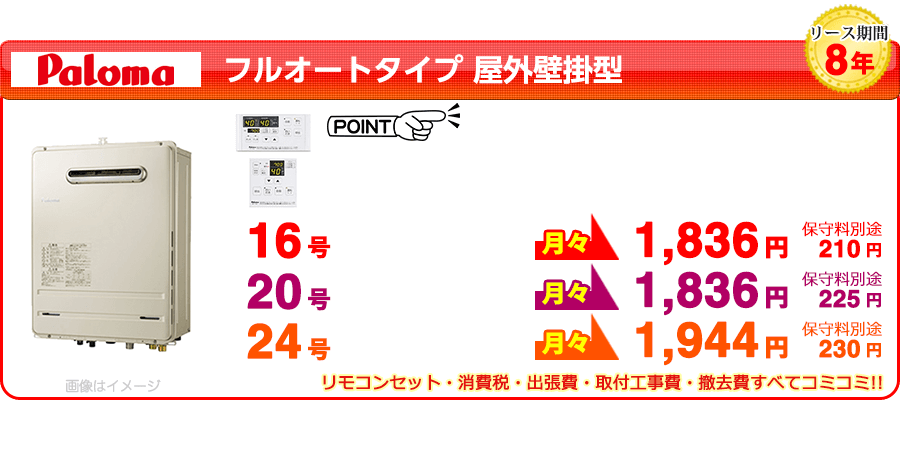 リース期間
8年
Paloma フルオートタイプ 屋外壁掛型
POINT
16号 月々 1,836円 保守料別途 210円
20号 月々 1,836円 保守料別途 225円
24号 月々 1,944円 保守料別途 230円
画像はイメージ
リモコンセット・消費税・出張費・取付工事費・撤去費すべてコミコミ!!